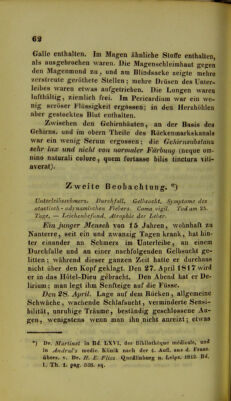 62
Galle enthalten. Im Magen ähnliche Stoffe enthalten,
als ausgebrochen waren. Die Magenschleimhaut gegen
den Magenmund zu, und am Blindsacke zeigte mehre
zerstreute geröthete Stellen; mehre Drüsen des Unter-
leibes waren etwas aufgetrieben. Die Lungen waren
lufthältig, ziemlich frei. Im Pericardium war ein we-
nig seröser Flüssigkeit ergossen; in den Herzhöhlen
aber gestocktes Blut enthalten.
Zwischen den Gehirnhäuten, an der Basis des
Gehirns, und im obern Theile des Rückenmarkskanals
war ein wenig Serum ergossen; die Gehirnsubstanz
sehr lax und nicht von normaler Färbung (neque om-
nino naturali colore, quem fortasse bilis tinctura viti-
averat).
Zweite Beobachtung. *)
Unterleibsschmerz. Durchfall. Gelbsucht. Symptome des
atactisch-adynamischen Fiebers. Coma vigil. Tod am 25.
Tage. — Leichenbefund. Atrophie der Leber.
Ein junger Mensch von 15 Jahren, wohnhaft zu
Nanterre, seit ein und zwanzig Tagen krank, hat hin-
ter einander an Schmerz im Unterleibe, an einem
Durchfalle und an einer nachfolgenden Gelbsucht ge-
litten; während dieser ganzen Zeit hatte er durchaus
nicht über den Kopf geklagt. Den 27. April 1817 wird
er in das Hôtel-Dieu gebracht. Den Abend hat er De-
lirium; man legt ihm Senfteige auf die Füsse.
Den 28. April. Lage auf dem Rücken, allgemeine
Schwäche, wachende Schlafsucht, verminderte Sensi-
bilität, unruhige Träume, beständig geschlossene Au-
gen, wenigstens wenn man ihn nicht anreizt; etwas
*) Dr. Martinet in Bd. LXVI. der Bibliothèque médicale, und
in Andral's medic. Klinik nach der 2. Aufl. aus d. Franz.
übers. v. Dr. H. E. Flies. Quedlinburg u. Leipz. 1842. Bd.
1. Th. 1. pag. 338. sq.